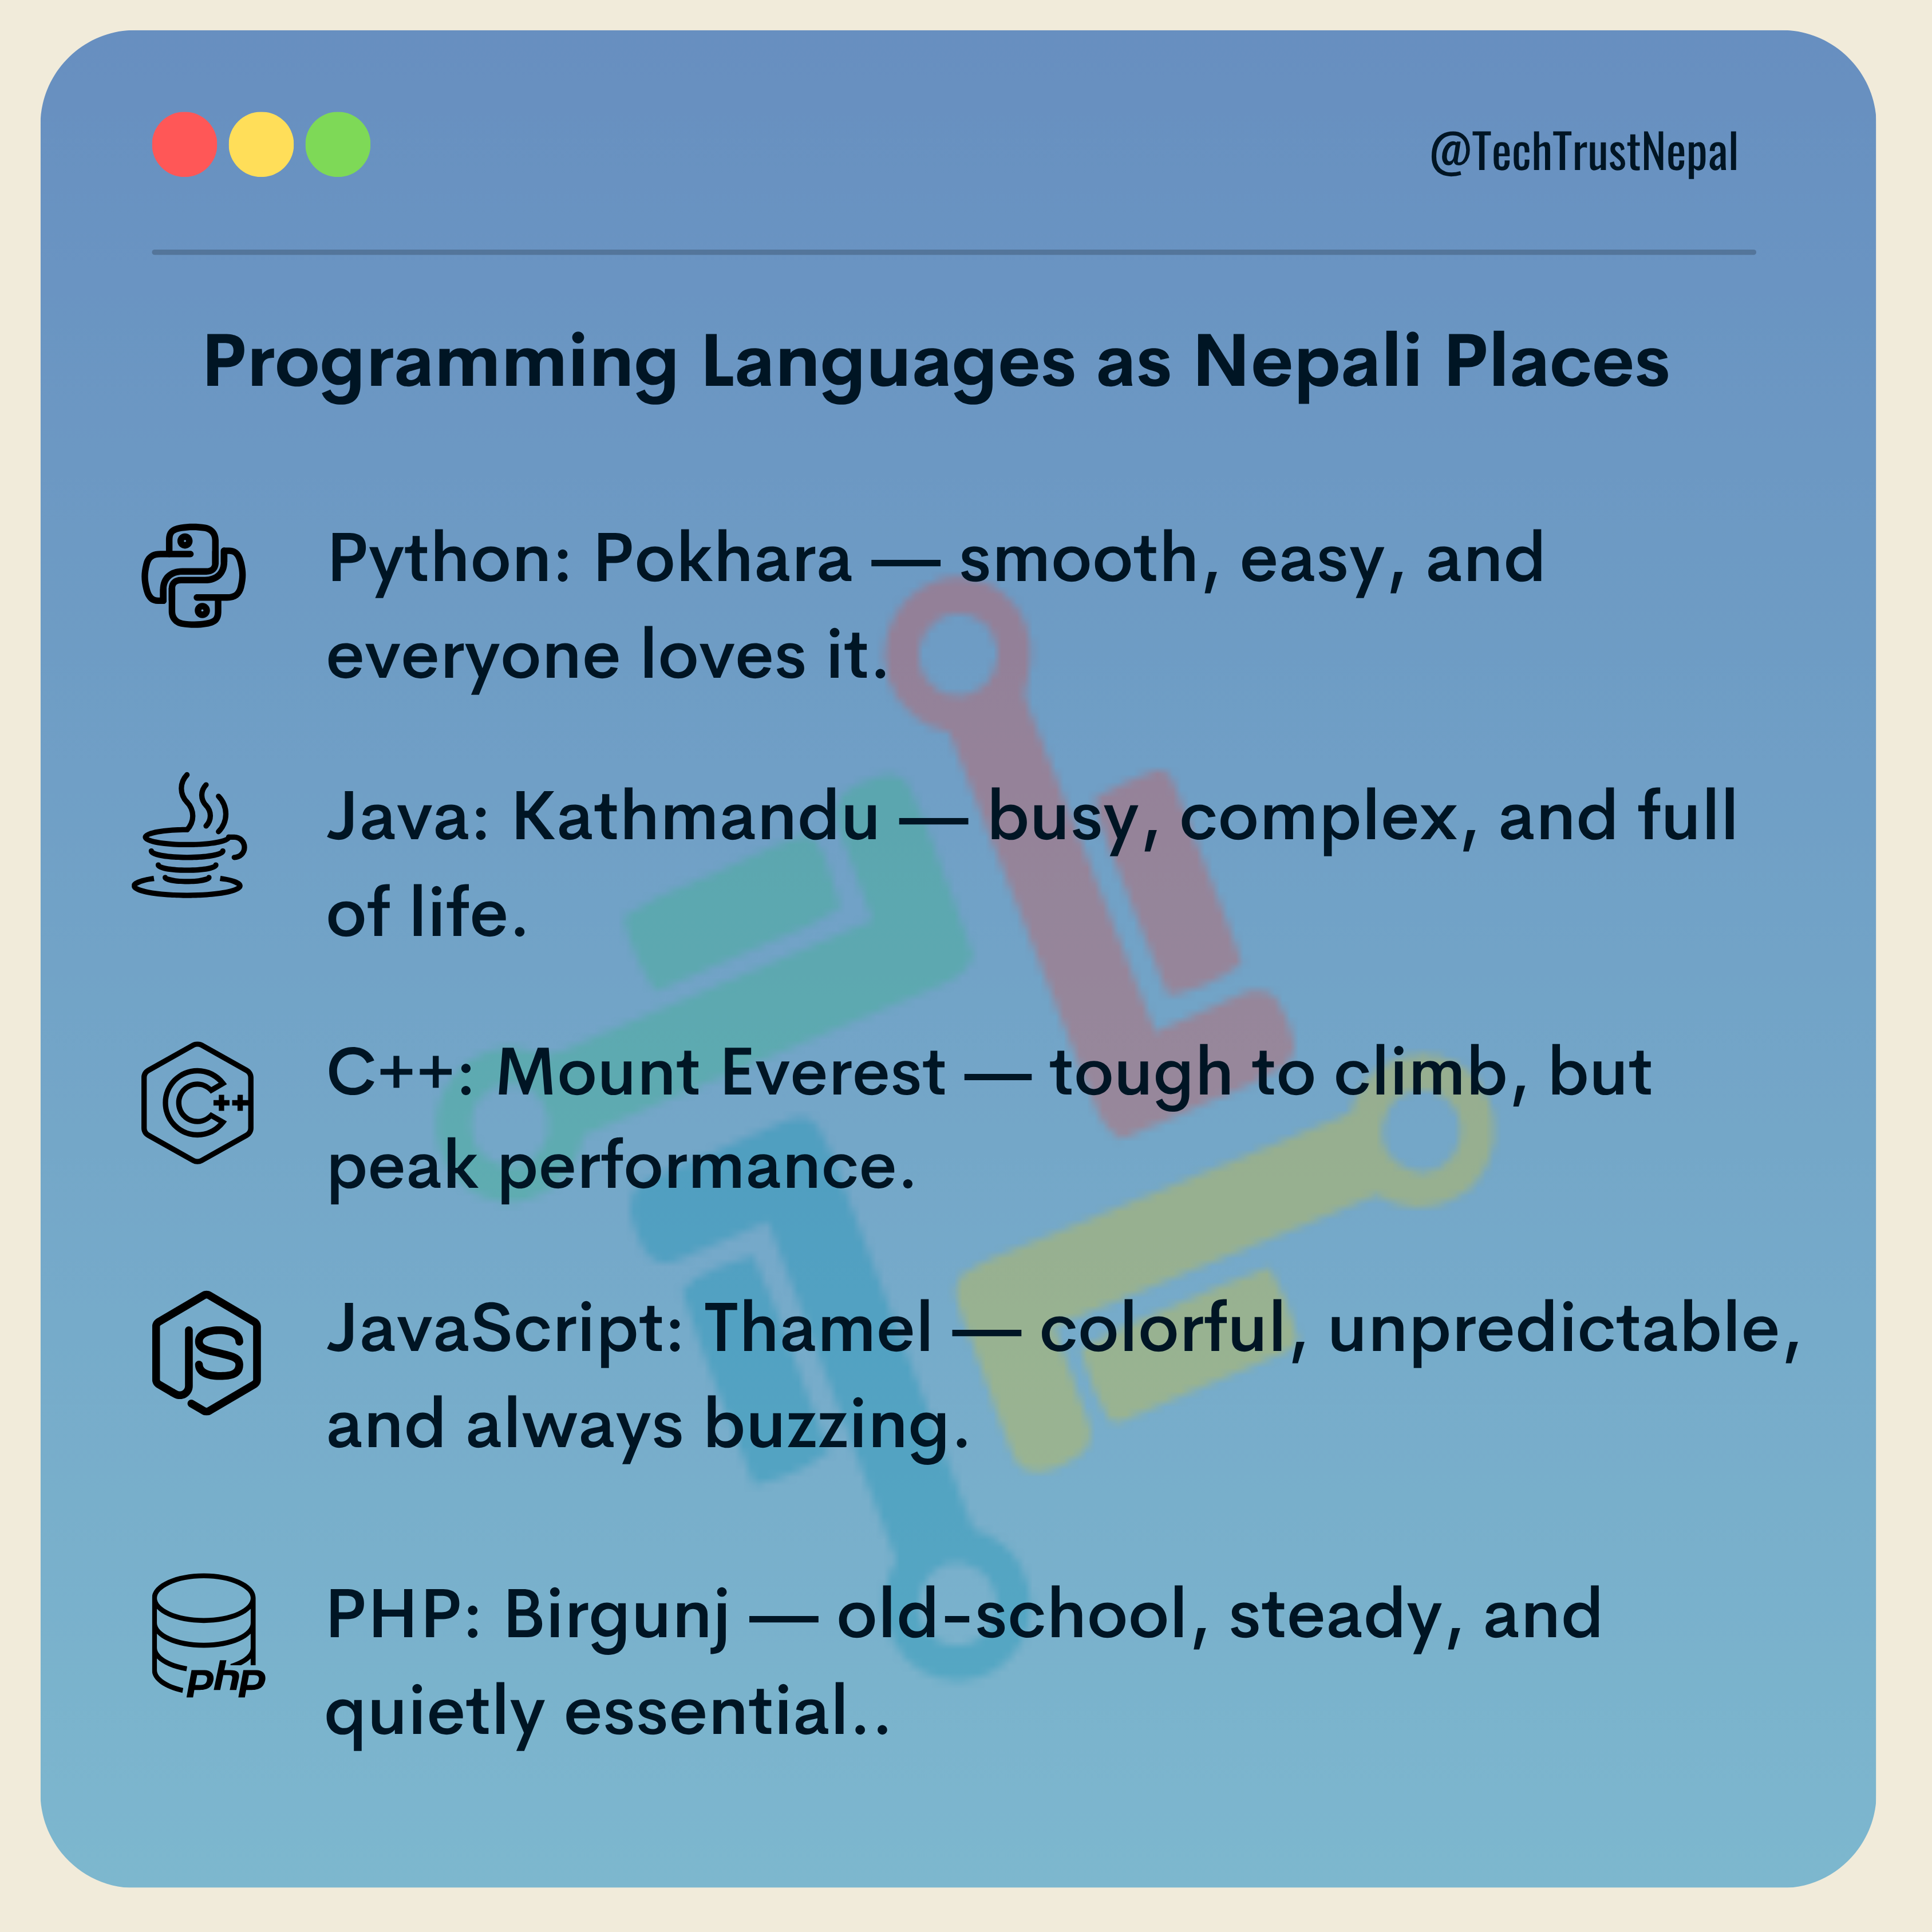 @TechTrustNepal
Programming Languages as Nepali Places
Python: Pokhara — smooth, easy, and
everyone loves it.
Java: Kathmandu — busy, complex, and full
of life.
C++: Mount Everest — tough to climb, but
peak performance.
JavaScript: Thamel — colorful, unpredictable,
and always buzzing.
PHP: Birgunj — old-school, steady, and
quietly essential..
C++
JS
php